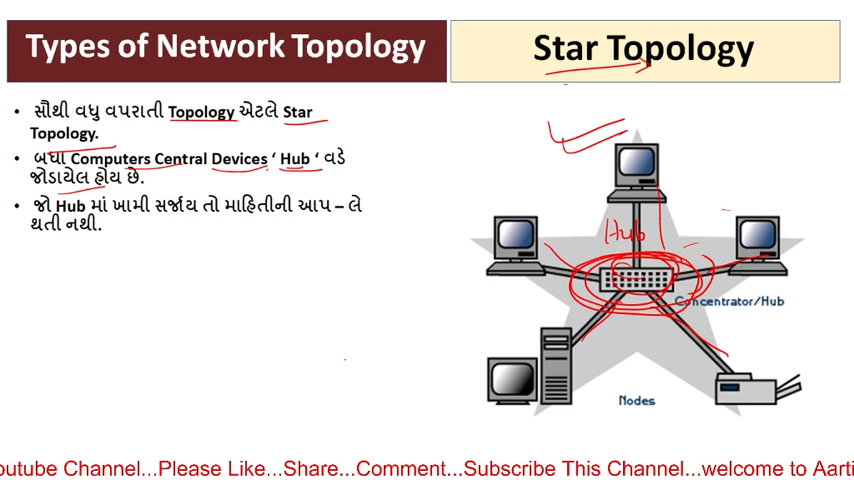 Types of Network Topology
Star Topology
• સૌથી વધુ વપરાતી Topology એટલે Star
Topology.
• બધા Computers Central Devices ‘ Hub ‘ વડે
જોડાયેલ હોય છે.
• જો Hub માં ખામી સર્જાય તો માહિતીની આપ – લે
થતી નથી.
Hub
Concentrator/Hub
Nodes
outube Channel...Please Like...Share...Comment...Subscribe This Channel...welcome to Aarti